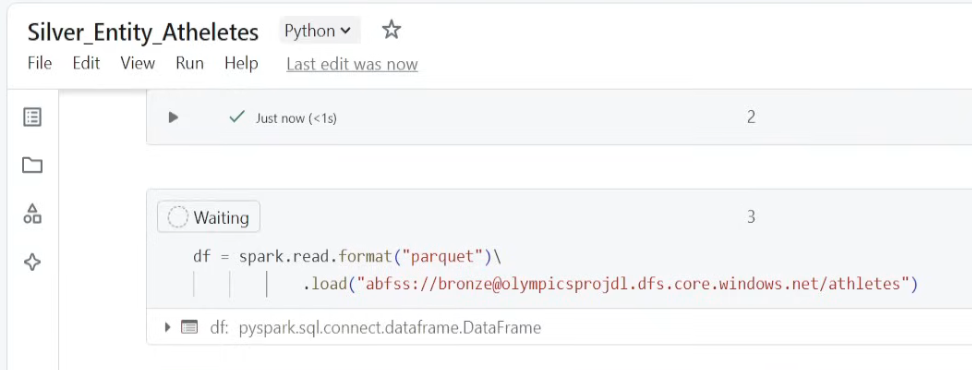 Silver_Entity_Atheletes Python
File Edit View Run Help Last edit was now
Just now (<1s) 2
Waiting 3
df = spark.read.format("parquet")\
.load("abfss://bronze@olympicsprojdl.dfs.core.windows.net/athletes")
df: pyspark.sql.connect.dataframe.DataFrame